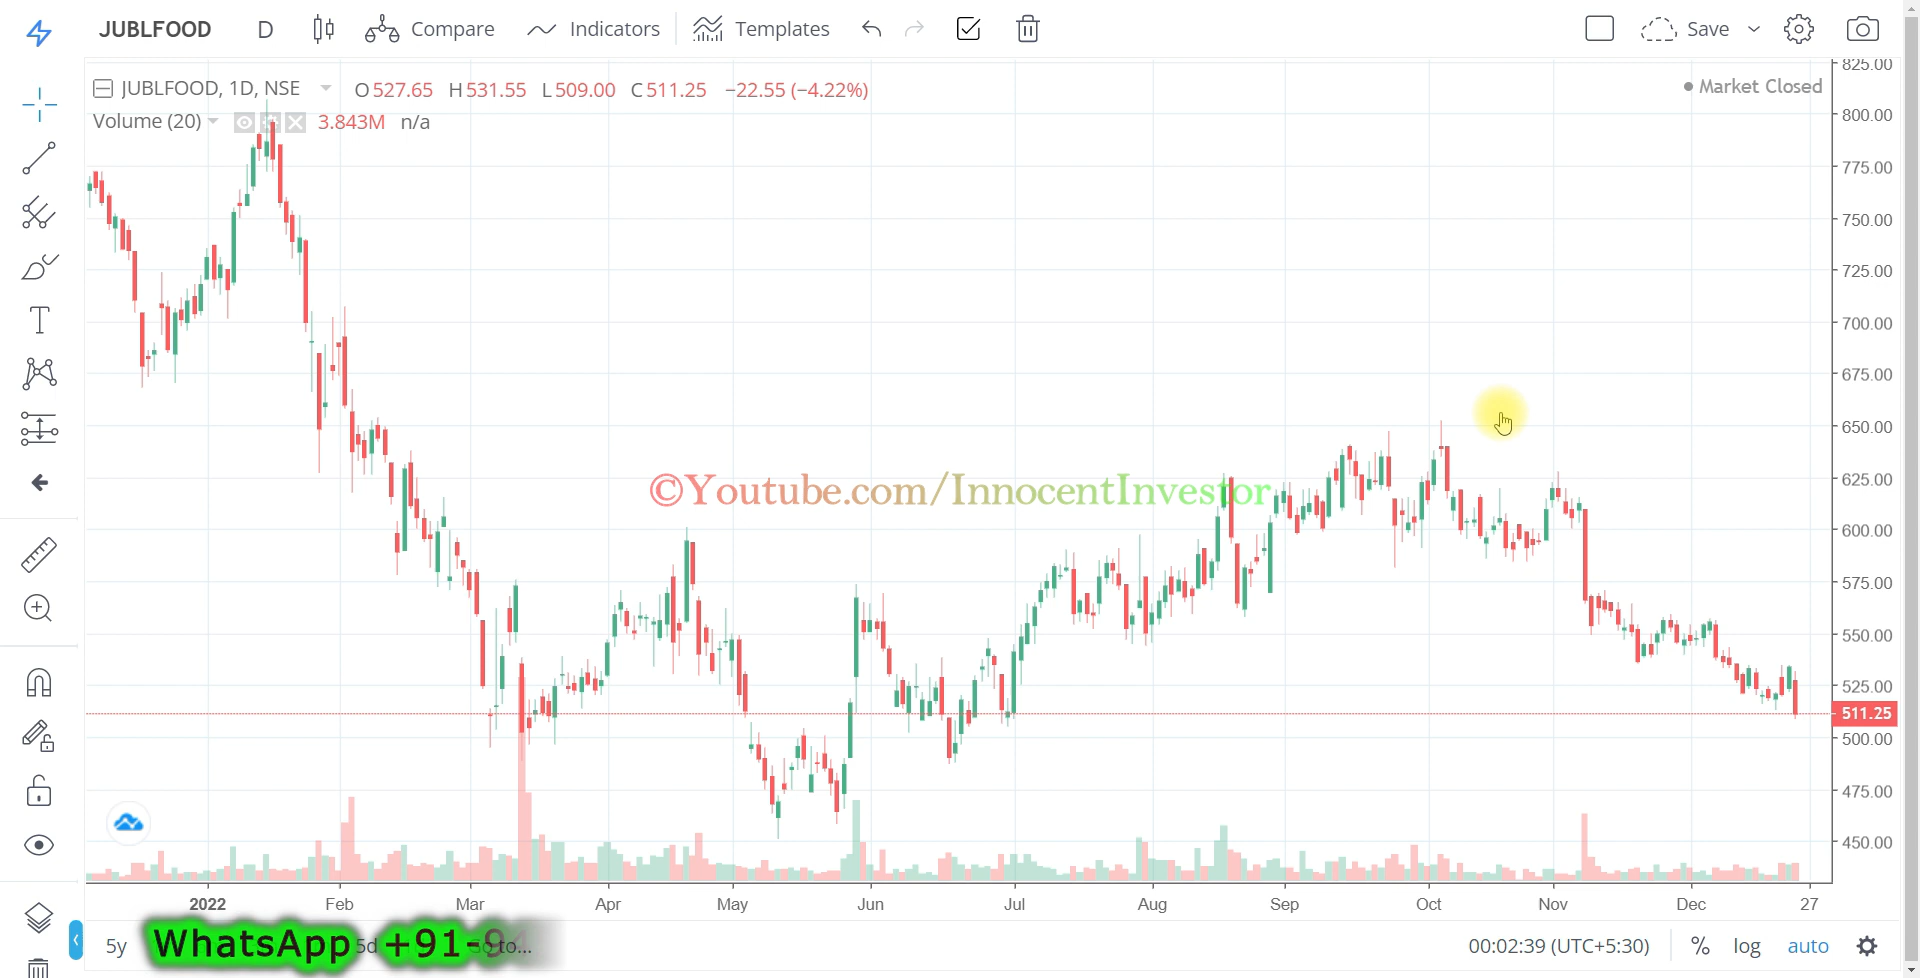 JUBLFOOD D Compare Indicators Templates Save
JUBLFOOD, 1D, NSE O527.65 H531.55 L509.00 C511.25 −22.55 (−4.22%)
Market Closed
Volume (20) 3.843M n/a
825.00
800.00
775.00
750.00
725.00
700.00
675.00
650.00
©Youtube.com/InnocentInvestor
625.00
600.00
575.00
550.00
525.00
511.25
500.00
475.00
450.00
2022 Feb Mar Apr May Jun Jul Aug Sep Oct Nov Dec 27
5y WhatsApp 5d +91-9 to... 00:02:39 (UTC+5:30) % log auto